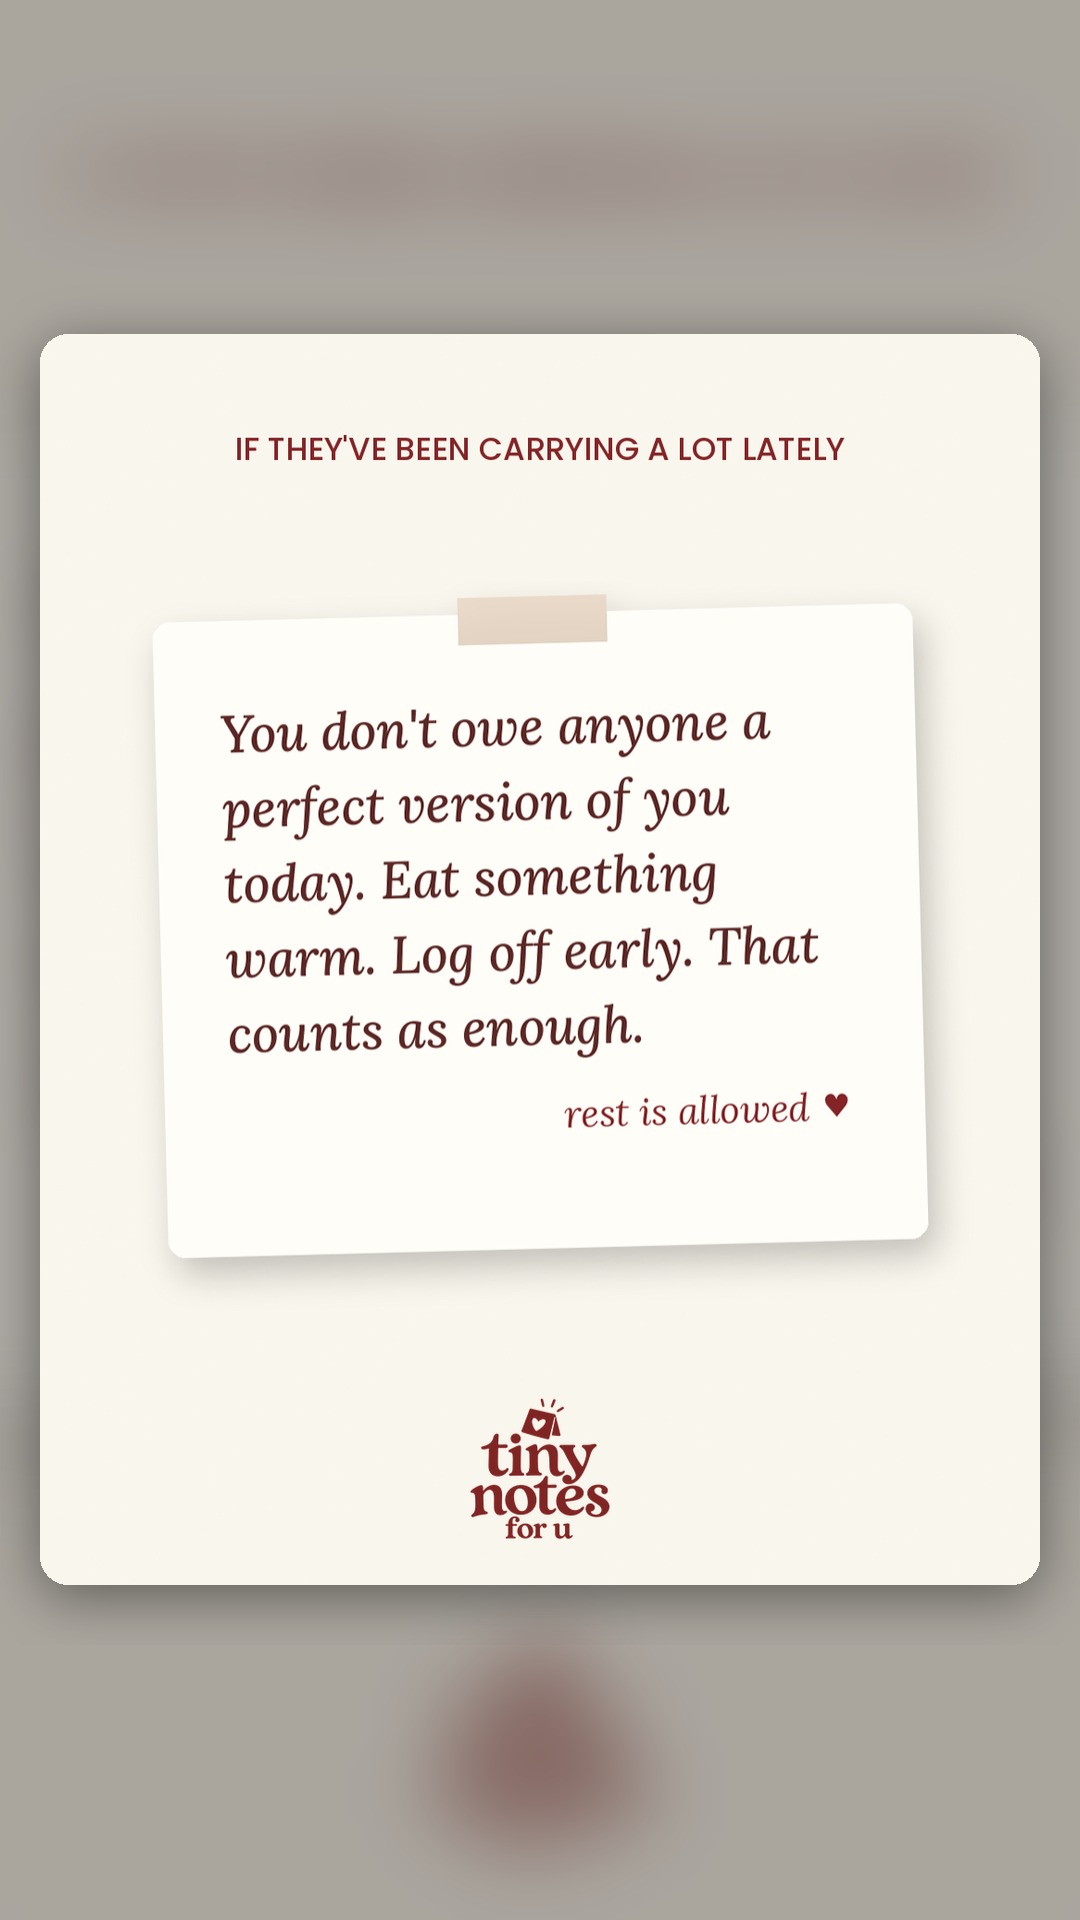 IF THEY'VE BEEN CARRYING A LOT LATELY
You don't owe anyone a
perfect version of you
today. Eat something
warm. Log off early. That
counts as enough.
rest is allowed ♥
tiny
notes
for u